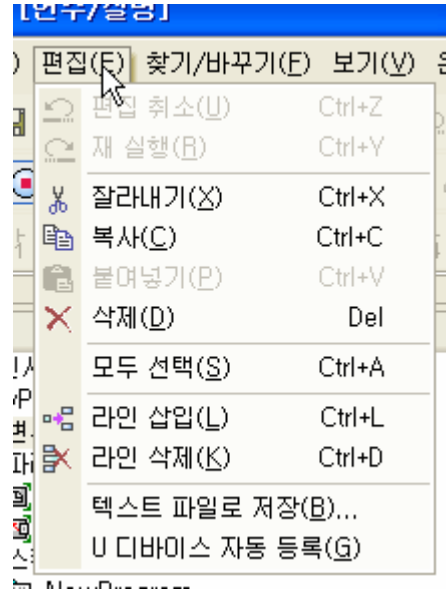 편집(E) 찾기/바꾸기(F) 보기(V)
편집 취소(U) Ctrl+Z
재 실행(R) Ctrl+Y
잘라내기(X) Ctrl+X
복사(C) Ctrl+C
붙여넣기(P) Ctrl+V
삭제(D) Del
모두 선택(S) Ctrl+A
라인 삽입(L) Ctrl+L
라인 삭제(K) Ctrl+D
텍스트 파일로 저장(B)...
U 디바이스 자동 등록(G)